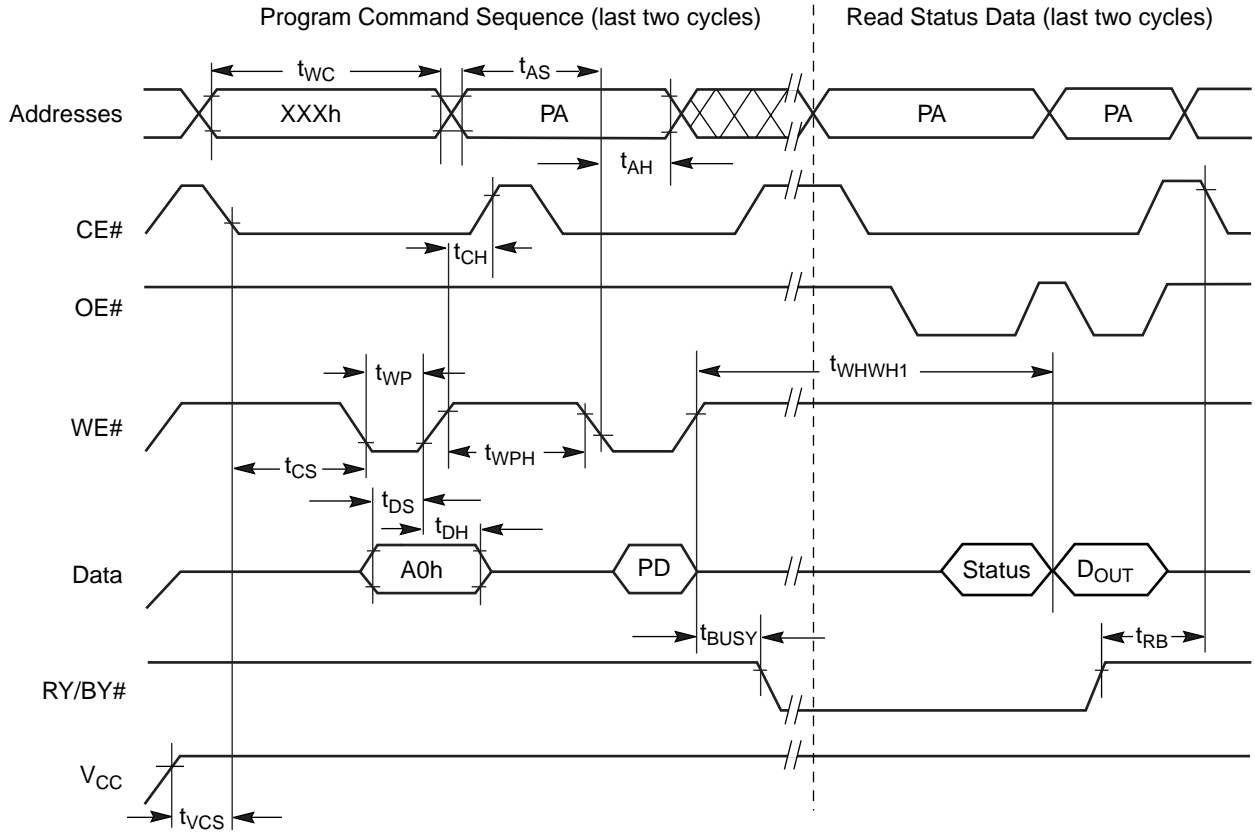 Program Command Sequence (last two cycles)
Read Status Data (last two cycles)
tWC
tAS
Addresses
XXXh
PA
PA
PA
tAH
CE#
tCH
OE#
tWHWH1
tWP
WE#
tWPH
tCS
tDS
tDH
Data
A0h
PD
Status
DOUT
tBUSY
tRB
RY/BY#
VCC
tVCS